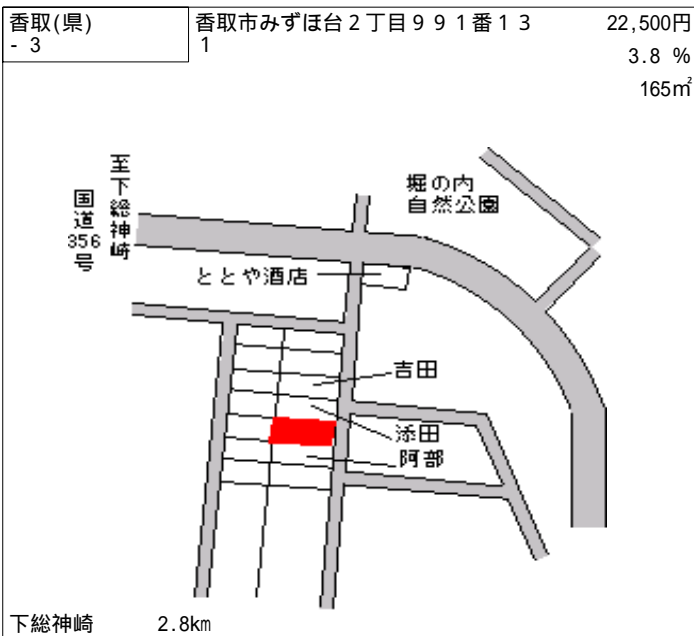 香取(県)
- 3
香取市みずほ台２丁目９９１番１３
1
22,500円
3.8 %
165㎡
至下総神崎
国道356号
堀の内
自然公園
ととや酒店
吉田
添田
阿部
下総神崎 2.8km